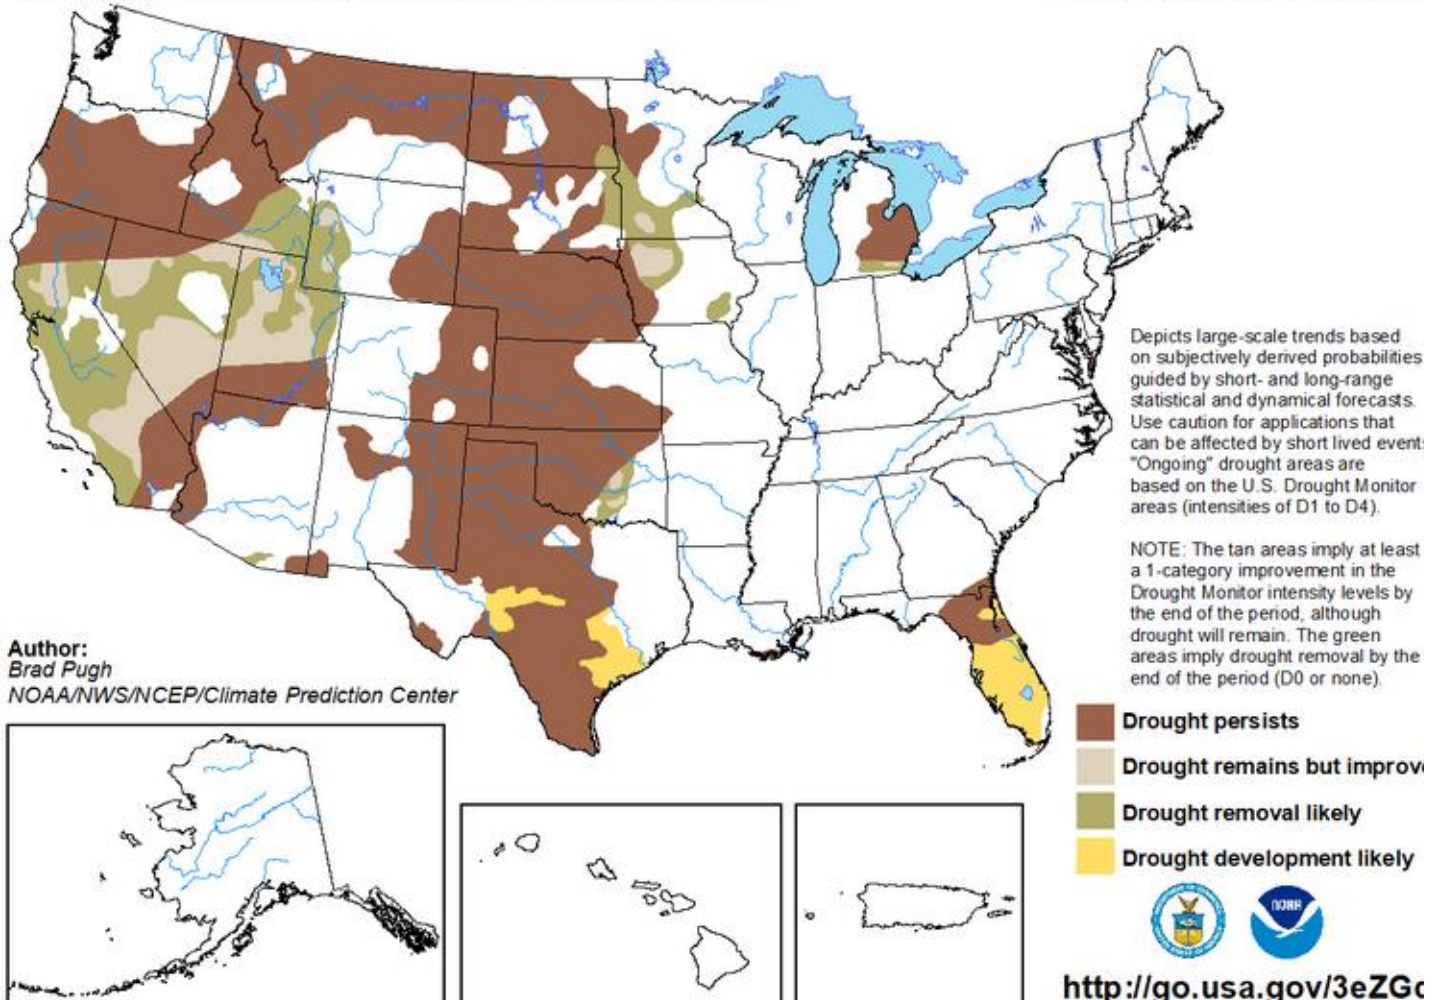 Depicts large-scale trends based
on subjectively derived probabilities
guided by short- and long-range
statistical and dynamical forecasts.
Use caution for applications that
can be affected by short lived event
"Ongoing" drought areas are
based on the U.S. Drought Monitor
areas (intensities of D1 to D4).
NOTE: The tan areas imply at least
a 1-category improvement in the
Drought Monitor intensity levels by
the end of the period, although
drought will remain. The green
areas imply drought removal by the
end of the period (D0 or none).
Author:
Brad Pugh
NOAA/NWS/NCEP/Climate Prediction Center
Drought persists
Drought remains but improv
Drought removal likely
Drought development likely
NOAA
http://go.usa.gov/3eZGc